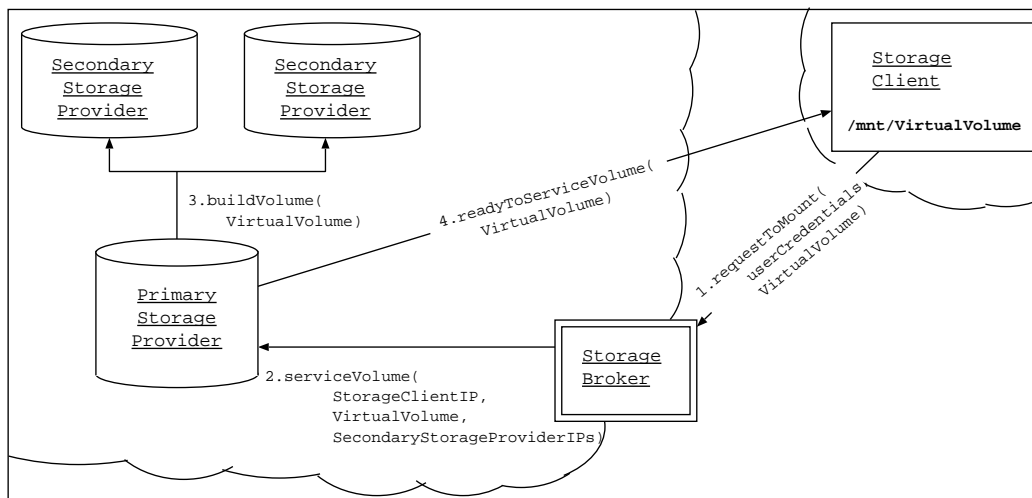 Secondary
Storage
Provider
Secondary
Storage
Provider
Storage
Client
/mnt/VirtualVolume
3.buildVolume(
VirtualVolume)
4.readyToServiceVolume(
VirtualVolume)
1.requestToMount(
userCredentials,
VirtualVolume)
Primary
Storage
Provider
Storage
Broker
2.serviceVolume(
StorageClientIP,
VirtualVolume,
SecondaryStorageProviderIPs)